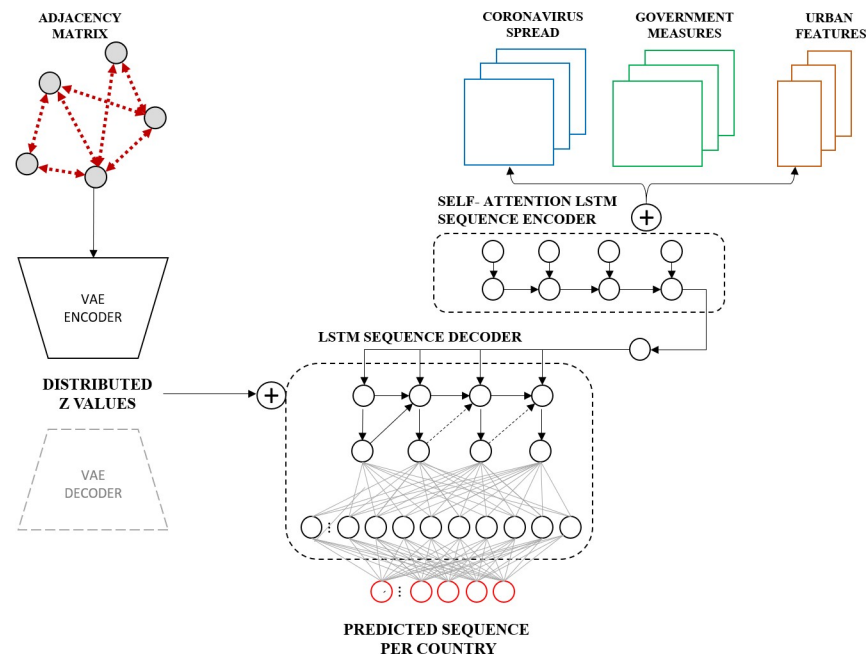 ADJACENCY
MATRIX
CORONAVIRUS
SPREAD
GOVERNMENT
MEASURES
URBAN
FEATURES
SELF- ATTENTION LSTM
SEQUENCE ENCODER
VAE
ENCODER
LSTM SEQUENCE DECODER
DISTRIBUTED
Z VALUES
VAE
DECODER
PREDICTED SEQUENCE
PER COUNTRY